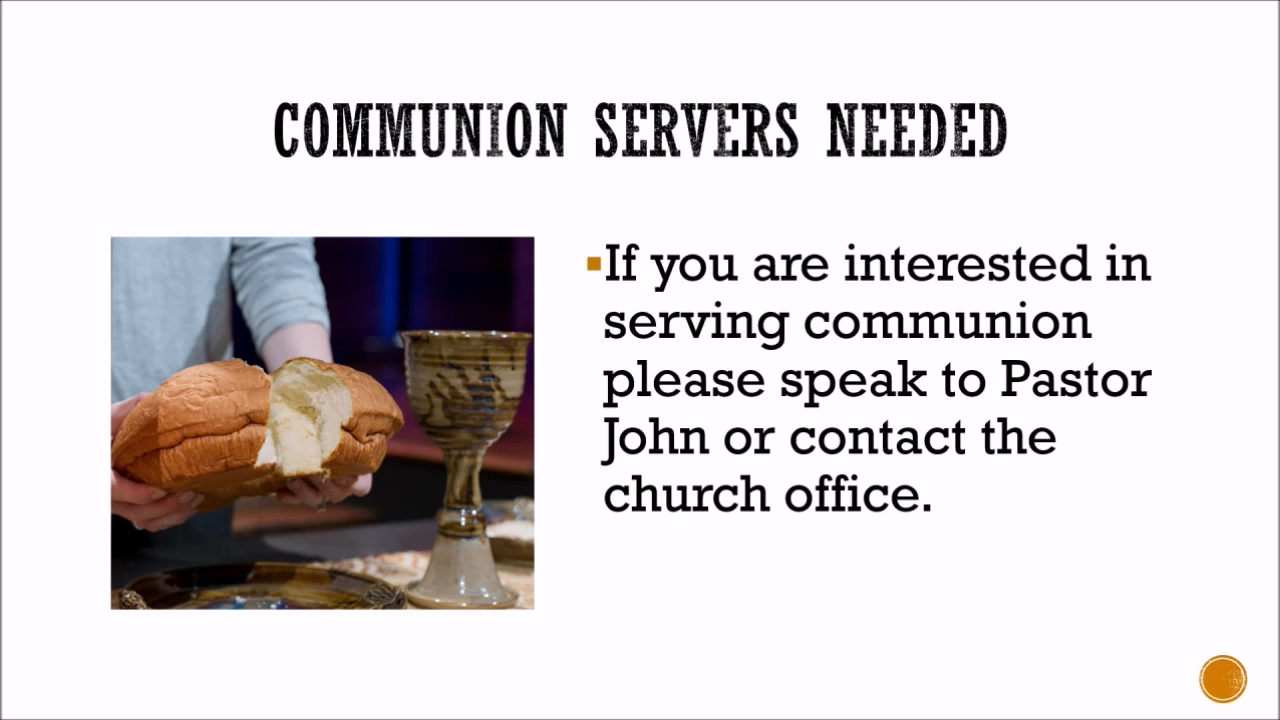 COMMUNION SERVERS NEEDED
If you are interested in
serving communion
please speak to Pastor
John or contact the
church office.